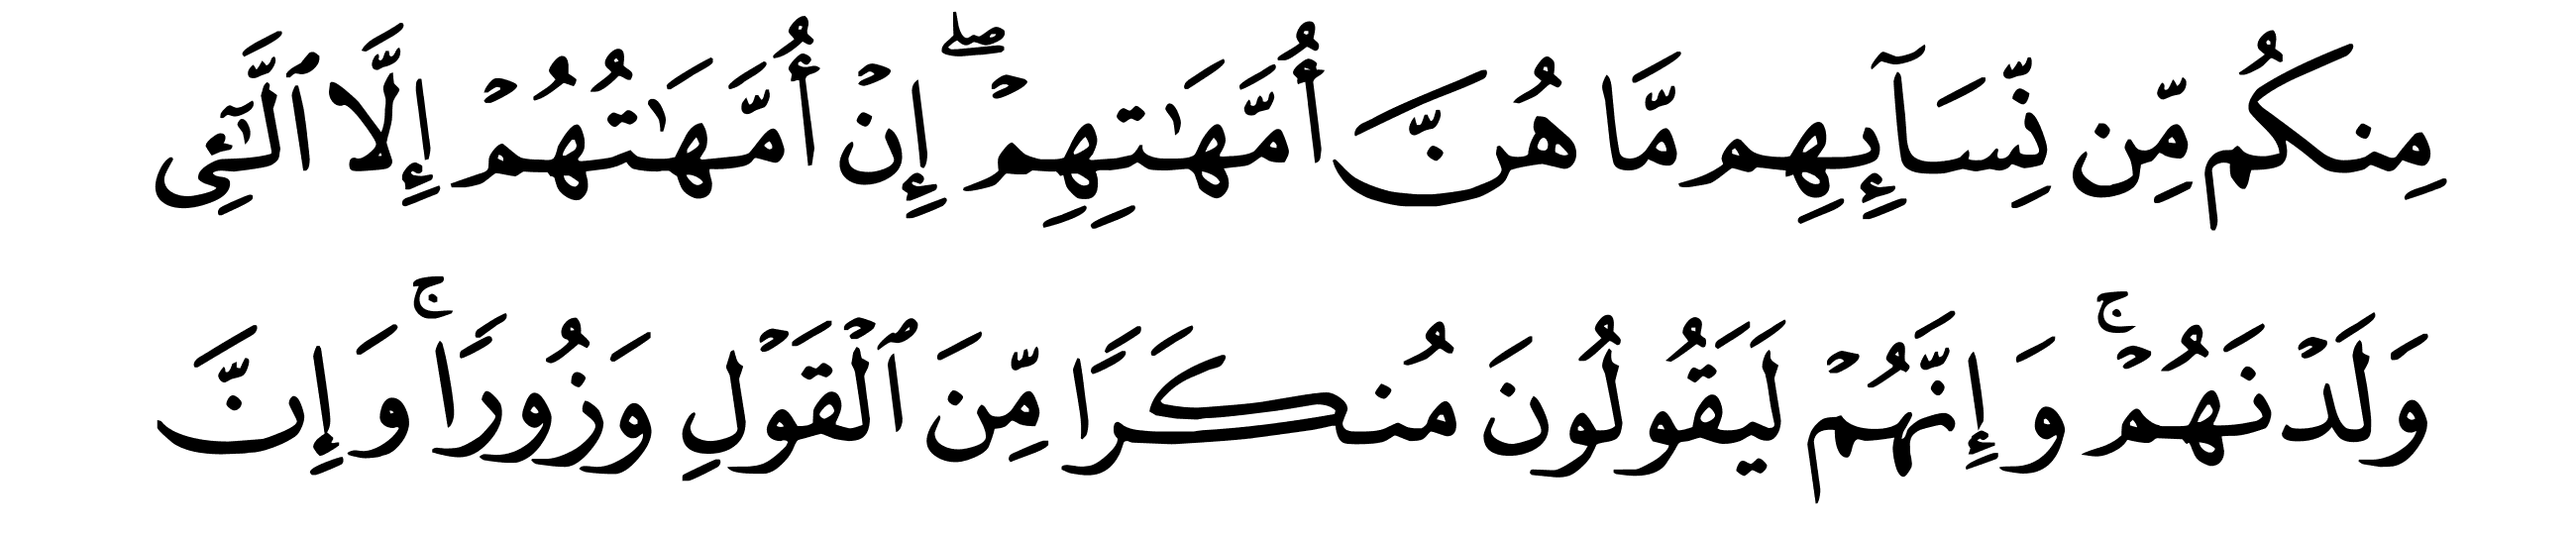 مِنكُم مِّن نِّسَآئِهِم مَّا هُنَّ أُمَّهَٰتِهِمْۖ إِنْ أُمَّهَٰتُهُمْ إِلَّا ٱلَّٰٓـِٔى
وَلَدْنَهُمْۚ وَإِنَّهُمْ لَيَقُولُونَ مُنكَرًا مِّنَ ٱلْقَوْلِ وَزُورًاۚ وَإِنَّ